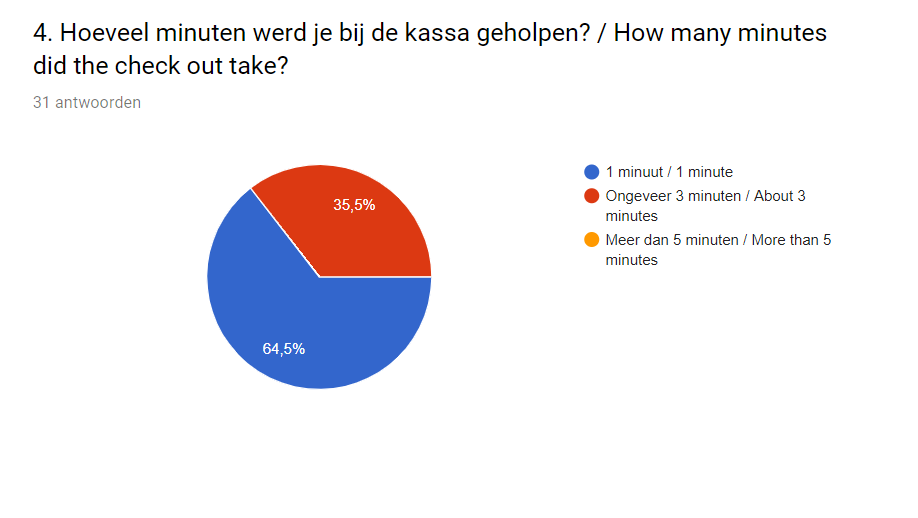 4. Hoeveel minuten werd je bij de kassa geholpen? / How many minutes
did the check out take?
31 antwoorden
35,5%
64,5%
1 minuut / 1 minute
Ongeveer 3 minuten / About 3
minutes
Meer dan 5 minuten / More than 5
minutes